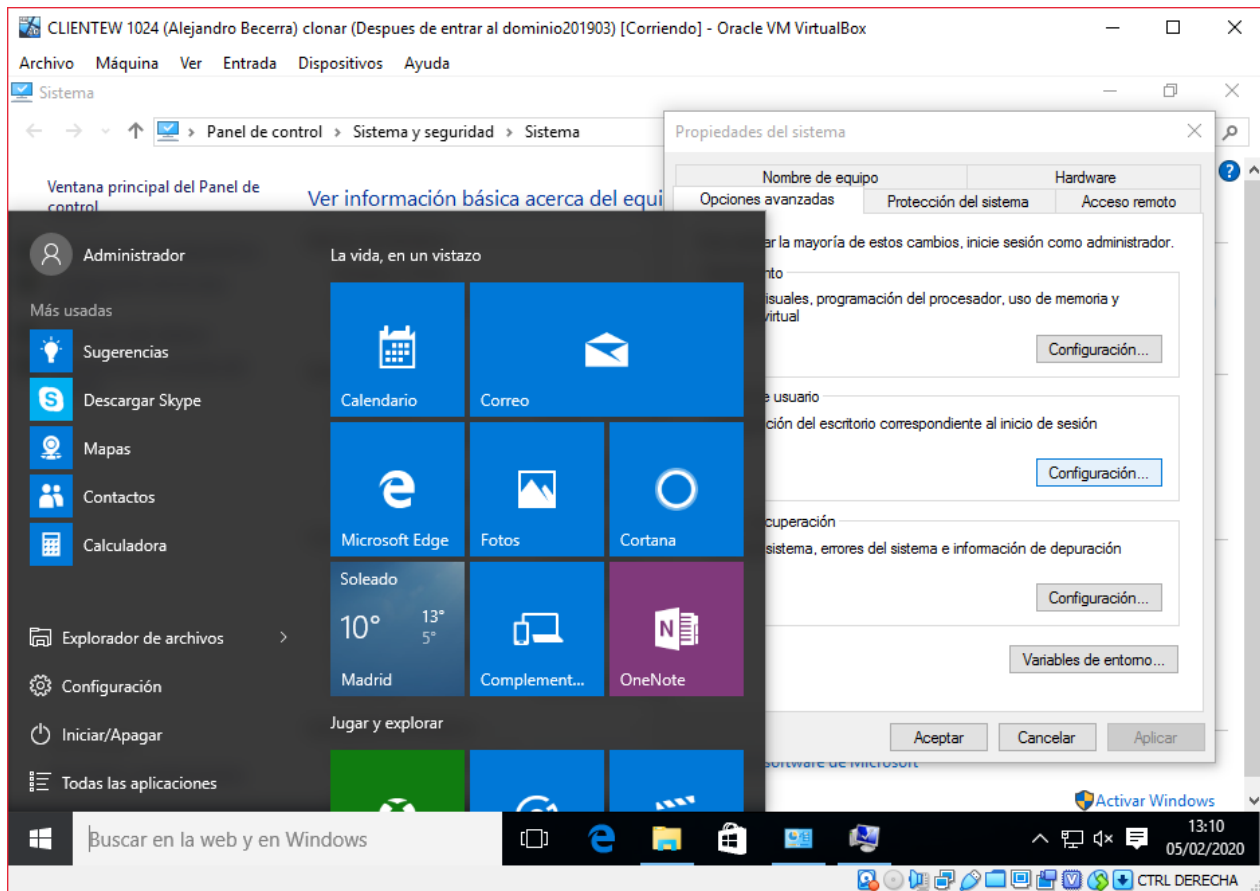 CLIENTEW 1024 (Alejandro Becerra) clonar (Despues de entrar al dominio201903) [Corriendo] - Oracle VM VirtualBox
Archivo Máquina Ver Entrada Dispositivos Ayuda
Sistema
Panel de control > Sistema y seguridad > Sistema
Ventana principal del Panel de
control
Ver información básica acerca del equi
Propiedades del sistema
Nombre de equipo Hardware
Opciones avanzadas Protección del sistema Acceso remoto
ar la mayoría de estos cambios, inicie sesión como administrador.
nto
isuales, programación del procesador, uso de memoria y
virtual
Configuración...
e usuario
ción del escritorio correspondiente al inicio de sesión
Configuración...
cuperación
sistema, errores del sistema e información de depuración
Configuración...
Variables de entorno...
Aceptar Cancelar Aplicar
software de Microsoft
Activar Windows
Administrador
Más usadas
Sugerencias
Descargar Skype
Mapas
Contactos
Calculadora
Explorador de archivos >
Configuración
Iniciar/Apagar
Todas las aplicaciones
La vida, en un vistazo
Calendario
Correo
Microsoft Edge
Fotos
Cortana
Soleado
10° 13°
5°
Madrid
Complement...
OneNote
Jugar y explorar
Buscar en la web y en Windows
13:10
05/02/2020
CTRL DERECHA